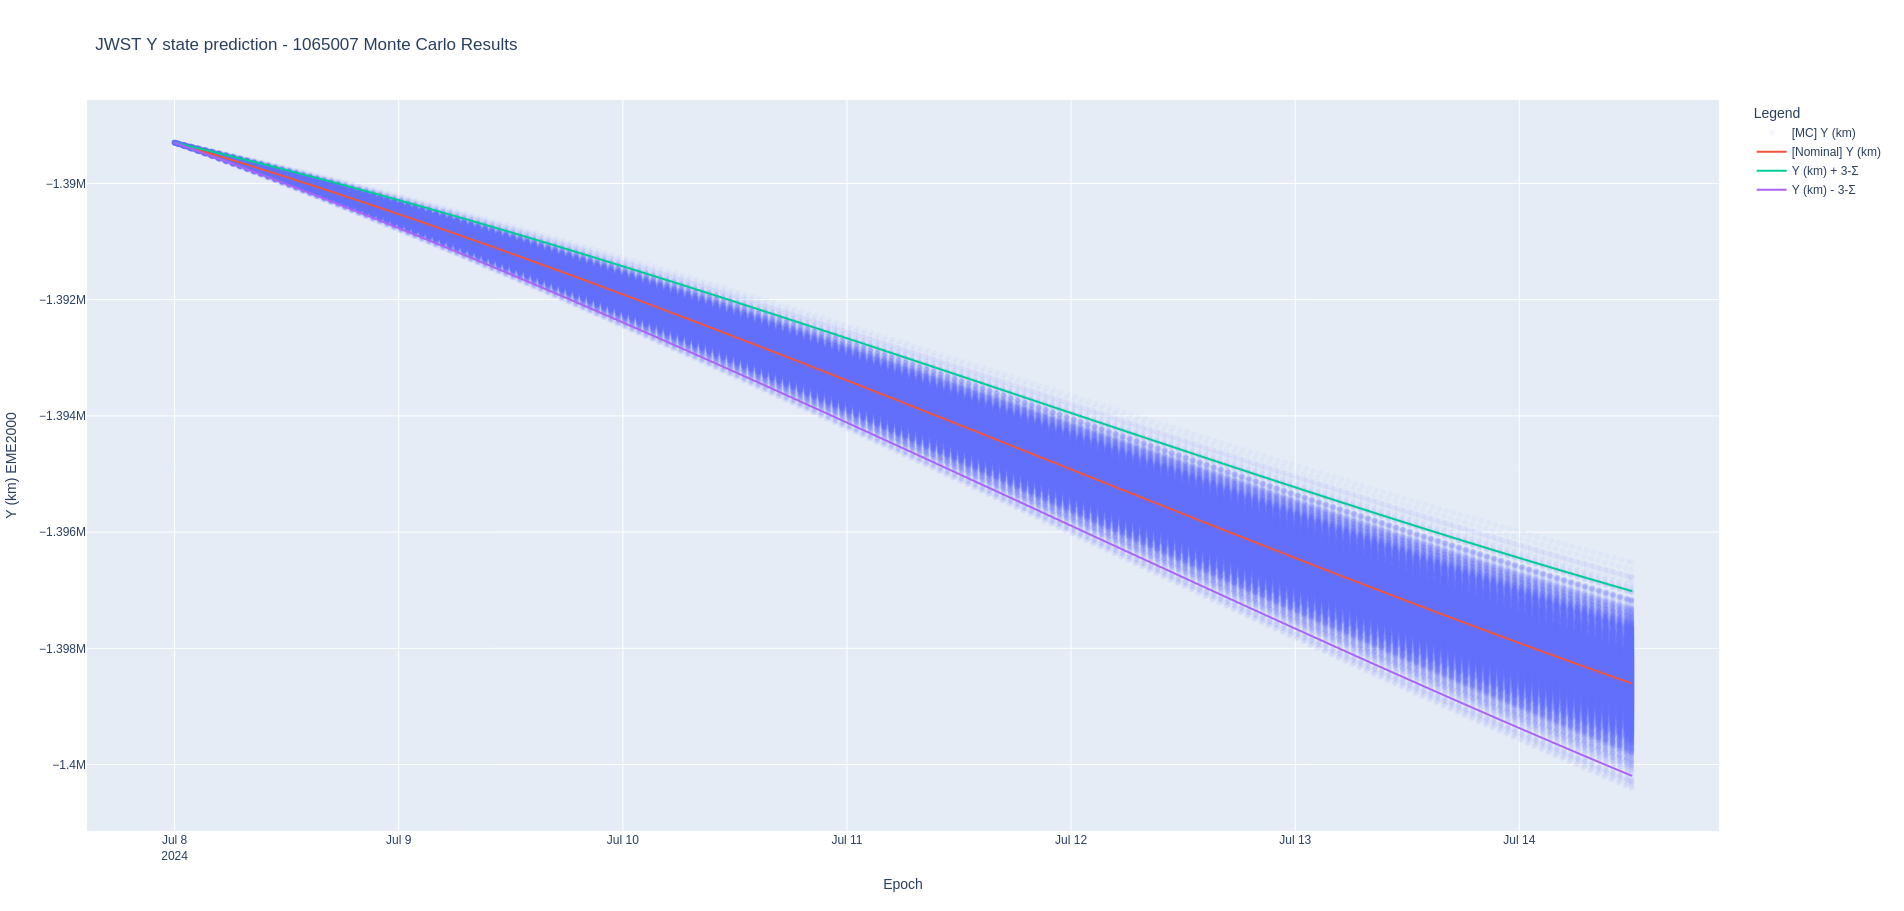 JWST Y state prediction - 1065007 Monte Carlo Results
Legend
[MC] Y (km)
[Nominal] Y (km)
Y (km) + 3-Σ
Y (km) - 3-Σ
−1.39M
−1.392M
−1.394M
−1.396M
−1.398M
−1.4M
Y (km) EME2000
Jul 8
2024
Jul 9
Jul 10
Jul 11
Jul 12
Jul 13
Jul 14
Epoch